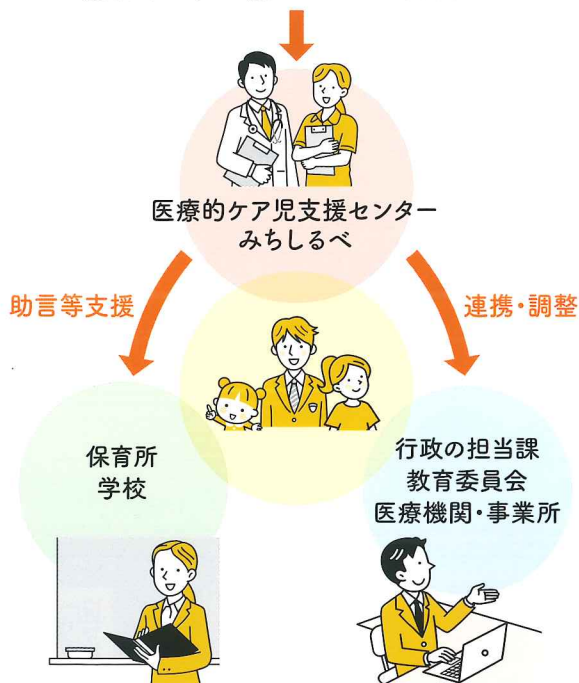 医療的ケア児支援センター
みちしるべ
助言等支援
連携・調整
保育所
学校
行政の担当課
教育委員会
医療機関・事業所